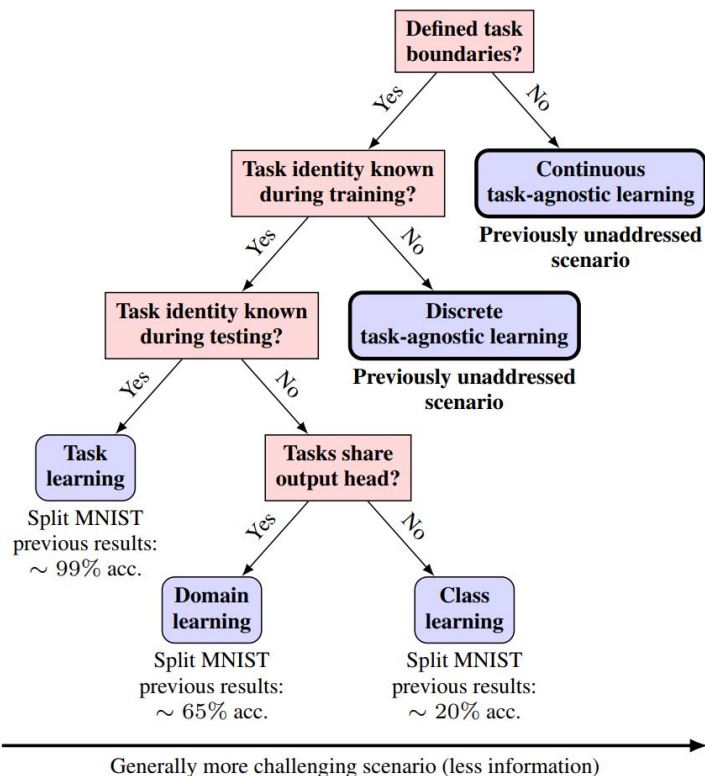 Defined task
boundaries?
Yes
No
Task identity known
during training?
Continuous
task-agnostic learning
Previously unaddressed
scenario
Yes
No
Task identity known
during testing?
Discrete
task-agnostic learning
Previously unaddressed
scenario
Yes
No
Task
learning
Split MNIST
previous results:
∼ 99% acc.
Tasks share
output head?
Yes
No
Domain
learning
Split MNIST
previous results:
∼ 65% acc.
Class
learning
Split MNIST
previous results:
∼ 20% acc.
Generally more challenging scenario (less information)